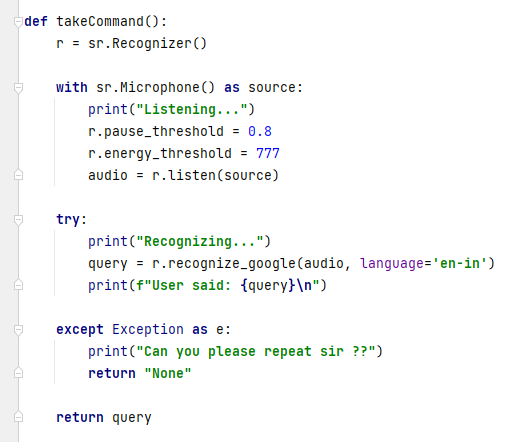 def takeCommand():
    r = sr.Recognizer()

    with sr.Microphone() as source:
        print("Listening...")
        r.pause_threshold = 0.8
        r.energy_threshold = 777
        audio = r.listen(source)

    try:
        print("Recognizing...")
        query = r.recognize_google(audio, language='en-in')
        print(f"User said: {query}\n")

    except Exception as e:
        print("Can you please repeat sir ??")
        return "None"

    return query